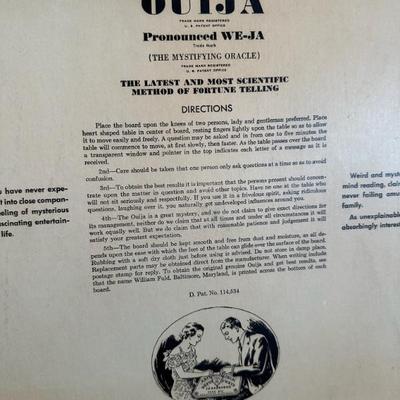 OUIJA
TRADE MARK REGISTERED
U. S. PATENT OFFICE
Pronounced WE-JA
Trade Mark
(THE MYSTIFYING ORACLE)
TRADE MARK REGISTERED
U. S. PATENT OFFICE
THE LATEST AND MOST SCIENTIFIC
METHOD OF FORTUNE TELLING
DIRECTIONS
Place the board upon the knees of two persons, lady and gentleman preferred. Place
heart shaped table in center of board, resting fingers lightly upon the table so as to allow
it to move easily and freely. A question may be asked and in from one to five minutes the
table will commence to move, at first slowly, then faster. As the table passes over the board
a transparent window and pointer in the top indicates each letter of a message as it is
received.
2nd—Care should be taken that one person only ask questions at a time so as to avoid
confusion.
3rd—To obtain the best results it is important that the persons present should concen-
trate upon the matter in question and avoid other topics. Have no one at the table who
will not sit seriously and respectfully. If you use it in a frivolous spirit, asking ridiculous
questions, laughing over it, you naturally get undeveloped influences around you.
4th—The Ouija is a great mystery, and we do not claim to give exact directions for
its management, neither do we claim that at all times and under all circumstances it will
work equally well. But we do claim that with reasonable patience and judgement it will
satisfy your greatest expectation.
5th—The board should be kept smooth and free from dust and moisture, as all de-
pends upon the ease with which the feet of the table can glide over the surface of the board.
Rubbing with a soft dry cloth just before using is advised. Do not store in damp place.
Replacement parts may be obtained direct from the manufacturer. When writing include
postage stamp for reply. To obtain the original genuine Ouija and get best results, see
that the name William Fuld, Baltimore, Maryland, is printed across the bottom of each
board.
D. Pat. No. 114,534
u have never expe-
t into close compan-
eling of mysterious
scinating entertain-
life.
Weird and myste
mind reading, clair
never failing amus
family.
As unexplainable
absorbingly interest